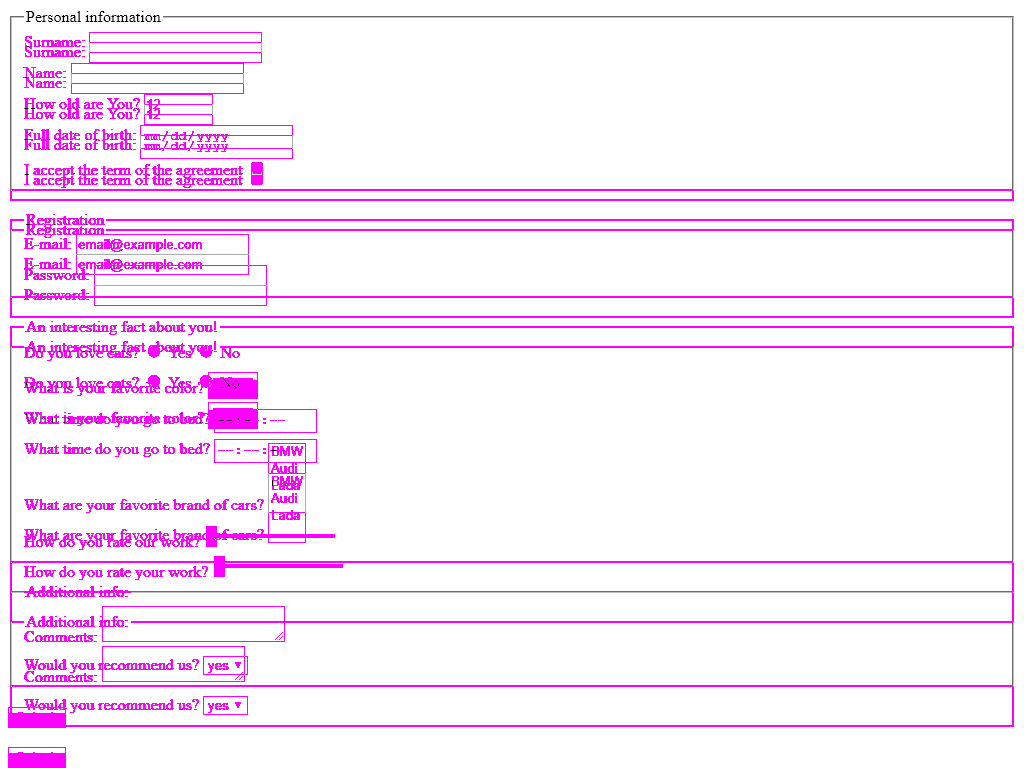 Personal information
Surname:
Surname:
Name:
Name:
How old are You? 12
How old are You? 12
Full date of birth: mm/dd/yyyy
Full date of birth: mm/dd/yyyy
I accept the term of the agreement
I accept the term of the agreement
Registration
Registration
E-mail: email@example.com
E-mail: email@example.com
Password:
Password:
An interesting fact about you!
An interesting fact about you!
Do you love cats? Yes No
Do you love cats? Yes No
What is your favorite color?
What is your favorite color?
What time do you go to bed? --:--
What time do you go to bed? --:--
BMW
Audi
Lada
BMW
Audi
Lada
What are your favorite brand of cars?
What are your favorite brand of cars?
How do you rate our work?
How do you rate your work?
Additional info:
Additional info:
Comments:
Would you recommend us? yes
Comments:
Would you recommend us? yes